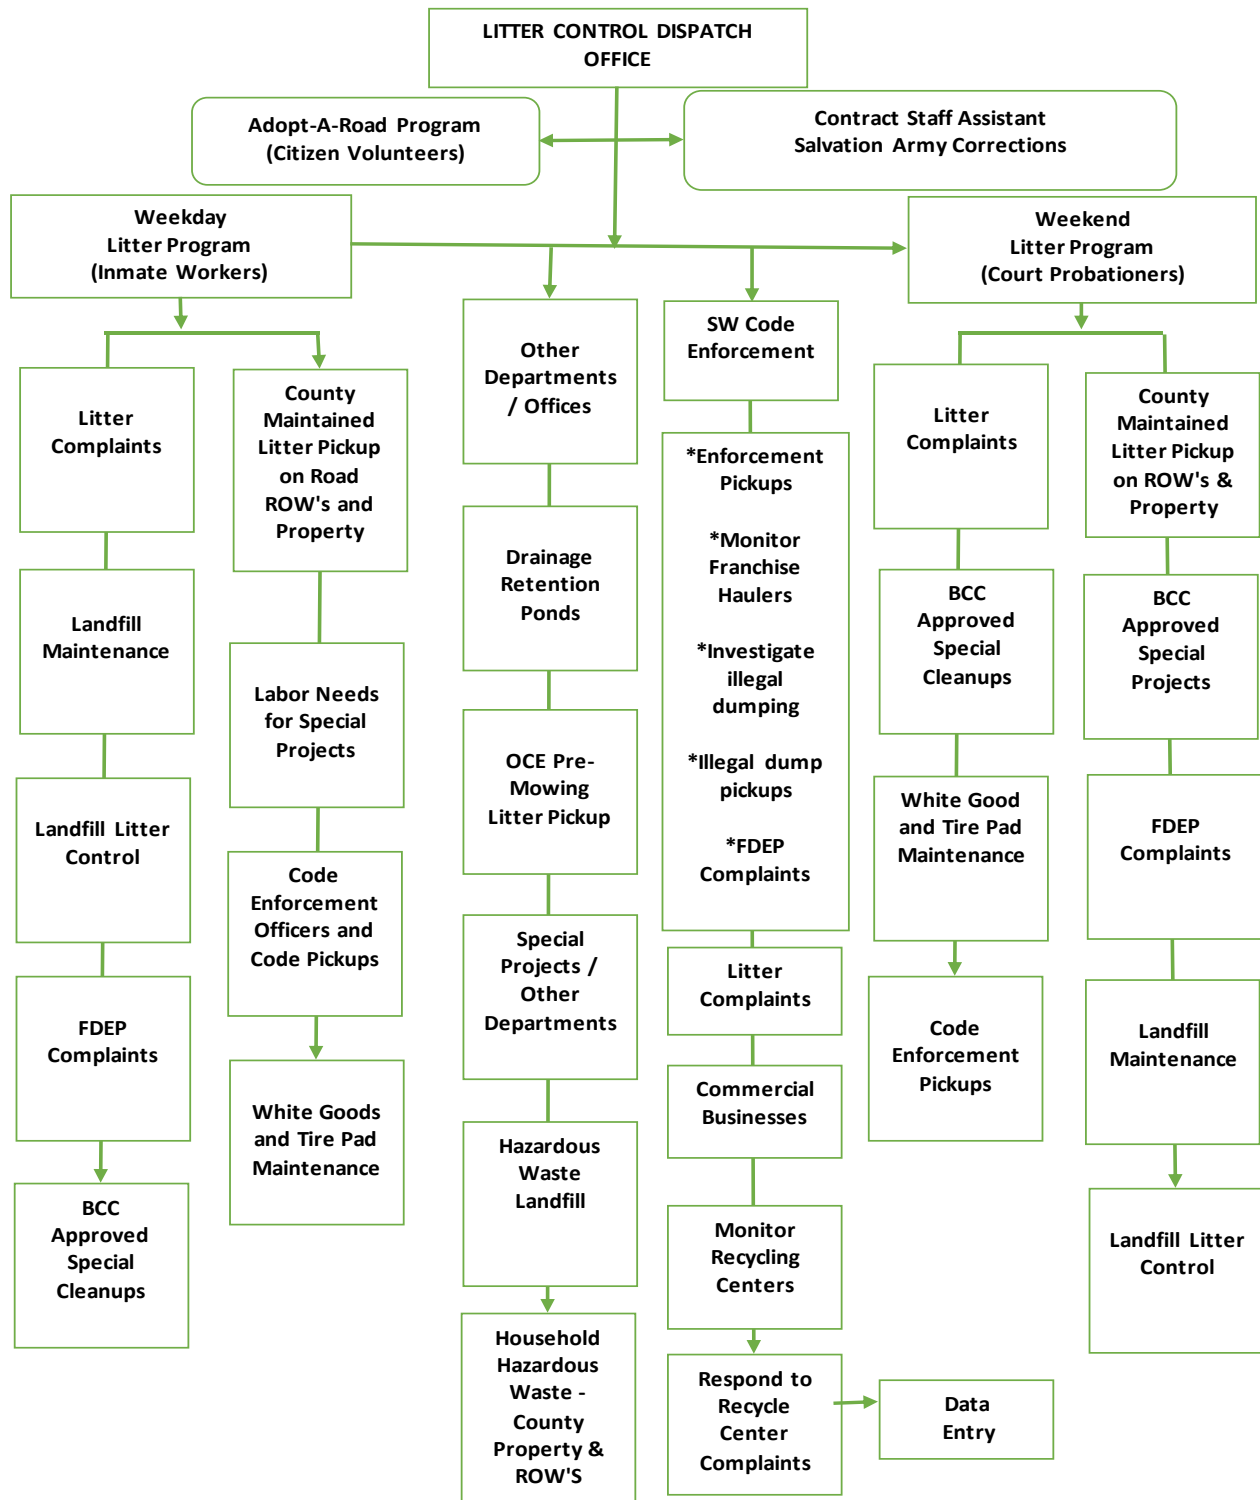 LITTER CONTROL DISPATCH
OFFICE
Adopt-A-Road Program
(Citizen Volunteers)
Contract Staff Assistant
Salvation Army Corrections
Weekday
Litter Program
(Inmate Workers)
Weekend
Litter Program
(Court Probationers)
Litter
Complaints
Landfill
Maintenance
Landfill Litter
Control
FDEP
Complaints
BCC
Approved
Special
Cleanups
County
Maintained
Litter Pickup
on Road
ROW's and
Property
Labor Needs
for Special
Projects
Code
Enforcement
Officers and
Code Pickups
White Goods
and Tire Pad
Maintenance
Other
Departments
/ Offices
Drainage
Retention
Ponds
OCE Pre-
Mowing
Litter Pickup
Special
Projects /
Other
Departments
Hazardous
Waste
Landfill
Household
Hazardous
Waste -
County
Property &
ROW'S
SW Code
Enforcement
*Enforcement
Pickups
*Monitor
Franchise
Haulers
*Investigate
illegal
dumping
*Illegal dump
pickups
*FDEP
Complaints
Litter
Complaints
Commercial
Businesses
Monitor
Recycling
Centers
Respond to
Recycle
Center
Complaints
Data
Entry
Litter
Complaints
BCC
Approved
Special
Cleanups
White Good
and Tire Pad
Maintenance
Code
Enforcement
Pickups
County
Maintained
Litter Pickup
on ROW's &
Property
BCC
Approved
Special
Projects
FDEP
Complaints
Landfill
Maintenance
Landfill Litter
Control